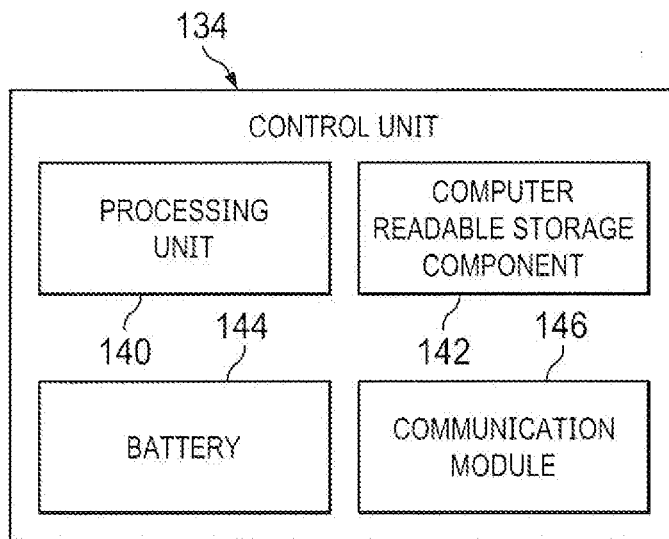 134
CONTROL UNIT
PROCESSING
UNIT
COMPUTER
READABLE STORAGE
COMPONENT
140
144
142
146
BATTERY
COMMUNICATION
MODULE